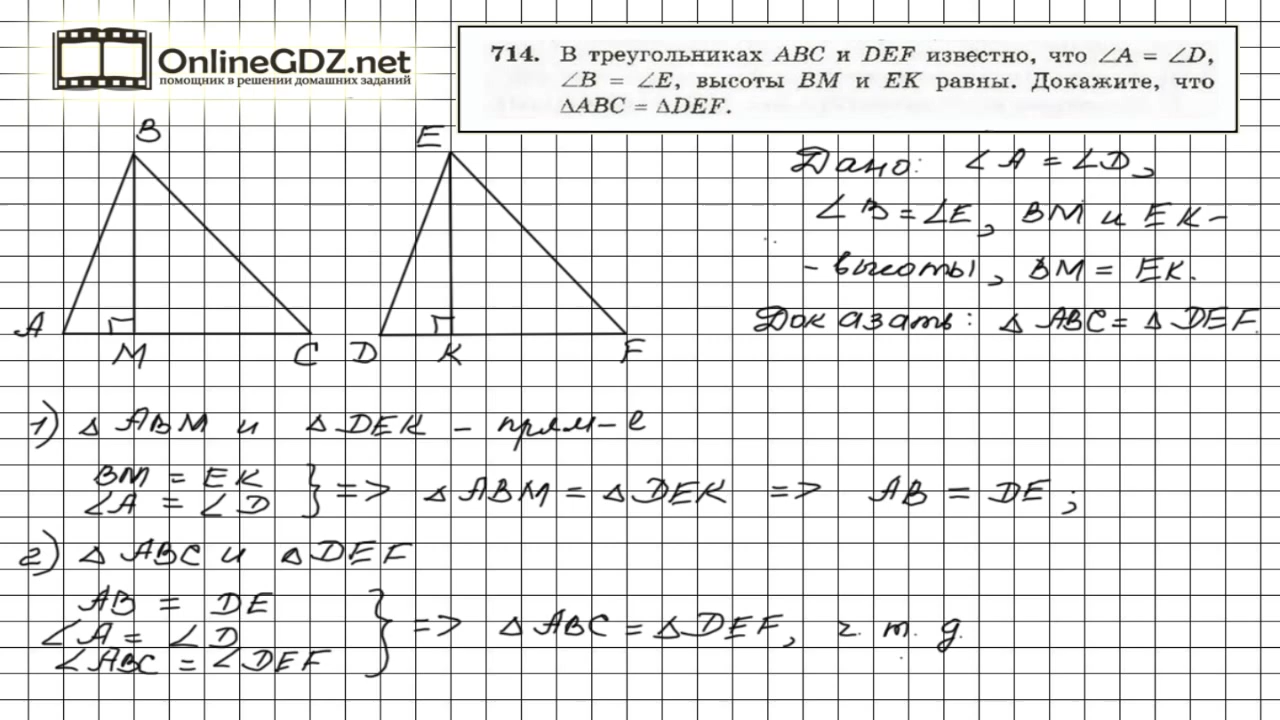 OnlineGDZ.net
помощник в решении домашних заданий
714. В треугольниках ABC и DEF известно, что ∠A = ∠D,
∠B = ∠E, высоты BM и EK равны. Докажите, что
△ABC = △DEF.
B
E
A
M
C
D
K
F
Дано: ∠A = ∠D,
∠B = ∠E, BM и EK –
– высоты, BM = EK.
Доказать: △ABC = △DEF.
1) △ABM и △DEK – прям-е
BM = EK
∠A = ∠D
} => △ABM = △DEK => AB = DE;
2) △ABC и △DEF
AB = DE
∠A = ∠D
∠ABC = ∠DEF
} => △ABC = △DEF, ч. т. д.